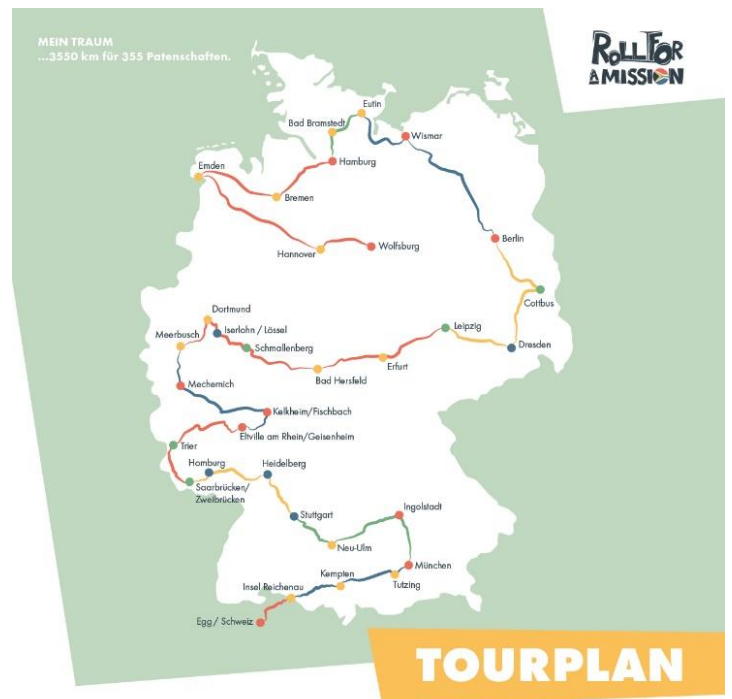 MEIN TRAUM
...3550 km für 355 Patenschaften.
ROLL FOR
A MISSION
Eutin
Bad Bramstedt
Wismar
Hamburg
Emden
Bremen
Berlin
Wolfsburg
Hannover
Cottbus
Dortmund
Leipzig
Iserlohn / Lössel
Meerbusch
Schmallenberg
Dresden
Erfurt
Bad Hersfeld
Mechernich
Kelkheim/Fischbach
Eltville am Rhein/Geisenheim
Trier
Homburg
Heidelberg
Saarbrücken/
Zweibrücken
Ingolstadt
Stuttgart
Neu-Ulm
München
Kempten
Tutzing
Insel Reichenau
Egg / Schweiz
TOURPLAN